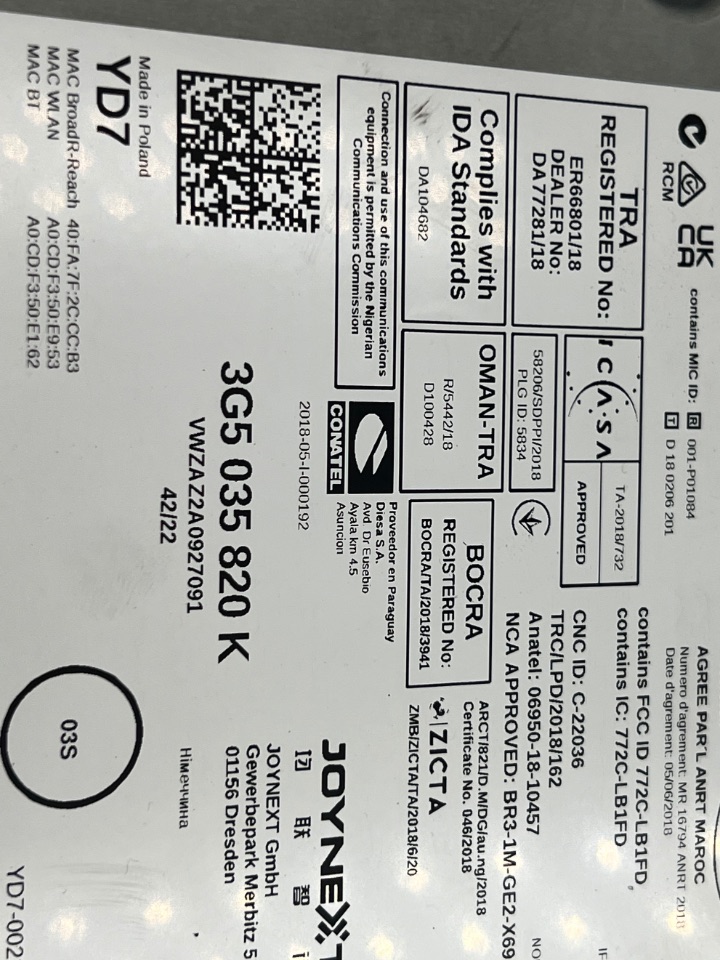 UK
CA
RCM
contains MIC ID: R 001-P01084
T D 18 0206 201
AGREE PAR'L ANRT MAROC
Numero d'agrement: MR 16794 ANRT 2018
Date d'agrement: 05/06/2018
TRA
REGISTERED No:
ER66801/18
DEALER No:
DA77281/18
ICASA
TA-2018/732
APPROVED
contains FCC ID 772C-LB1FD,
contains IC: 772C-LB1FD
58206/SDPPI/2018
PLG ID: 5834
CNC ID: C-22036
TRC/LPD/2018/162
Anatel: 06950-18-10457
NCA APPROVED: BR3-1M-GE2-X69
Complies with
IDA Standards
DA104682
OMAN-TRA
R/5442/18
D100428
BOCRA
REGISTERED No:
BOCRA/TA/2018/3941
ARCT/821/D.M/DG/au.ng/2018
Certificate No. 046/2018
ZICTA
ZMB/ZICTA/TA/2018/6/20
Connection and use of this communications
equipment is permitted by the Nigerian
Communications Commission
CONATEL
Proveedor en Paraguay
Diesa S.A.
Avd Dr Eusebio
Ayala km 4.5
Asuncion
2018-05-I-000192
JOYNEXT
联 智
JOYNEXT GmbH
Gewerbepark Merbitz 5
01156 Dresden
Німеччина
3G5 035 820 K
VWZAZ2A0927091
42/22
Made in Poland
YD7
MAC BroadR-Reach 40:FA:7F:2C:CC:B3
MAC WLAN A0:CD:F3:50:E9:53
MAC BT A0:CD:F3:50:E1:62
03S
YD7-002